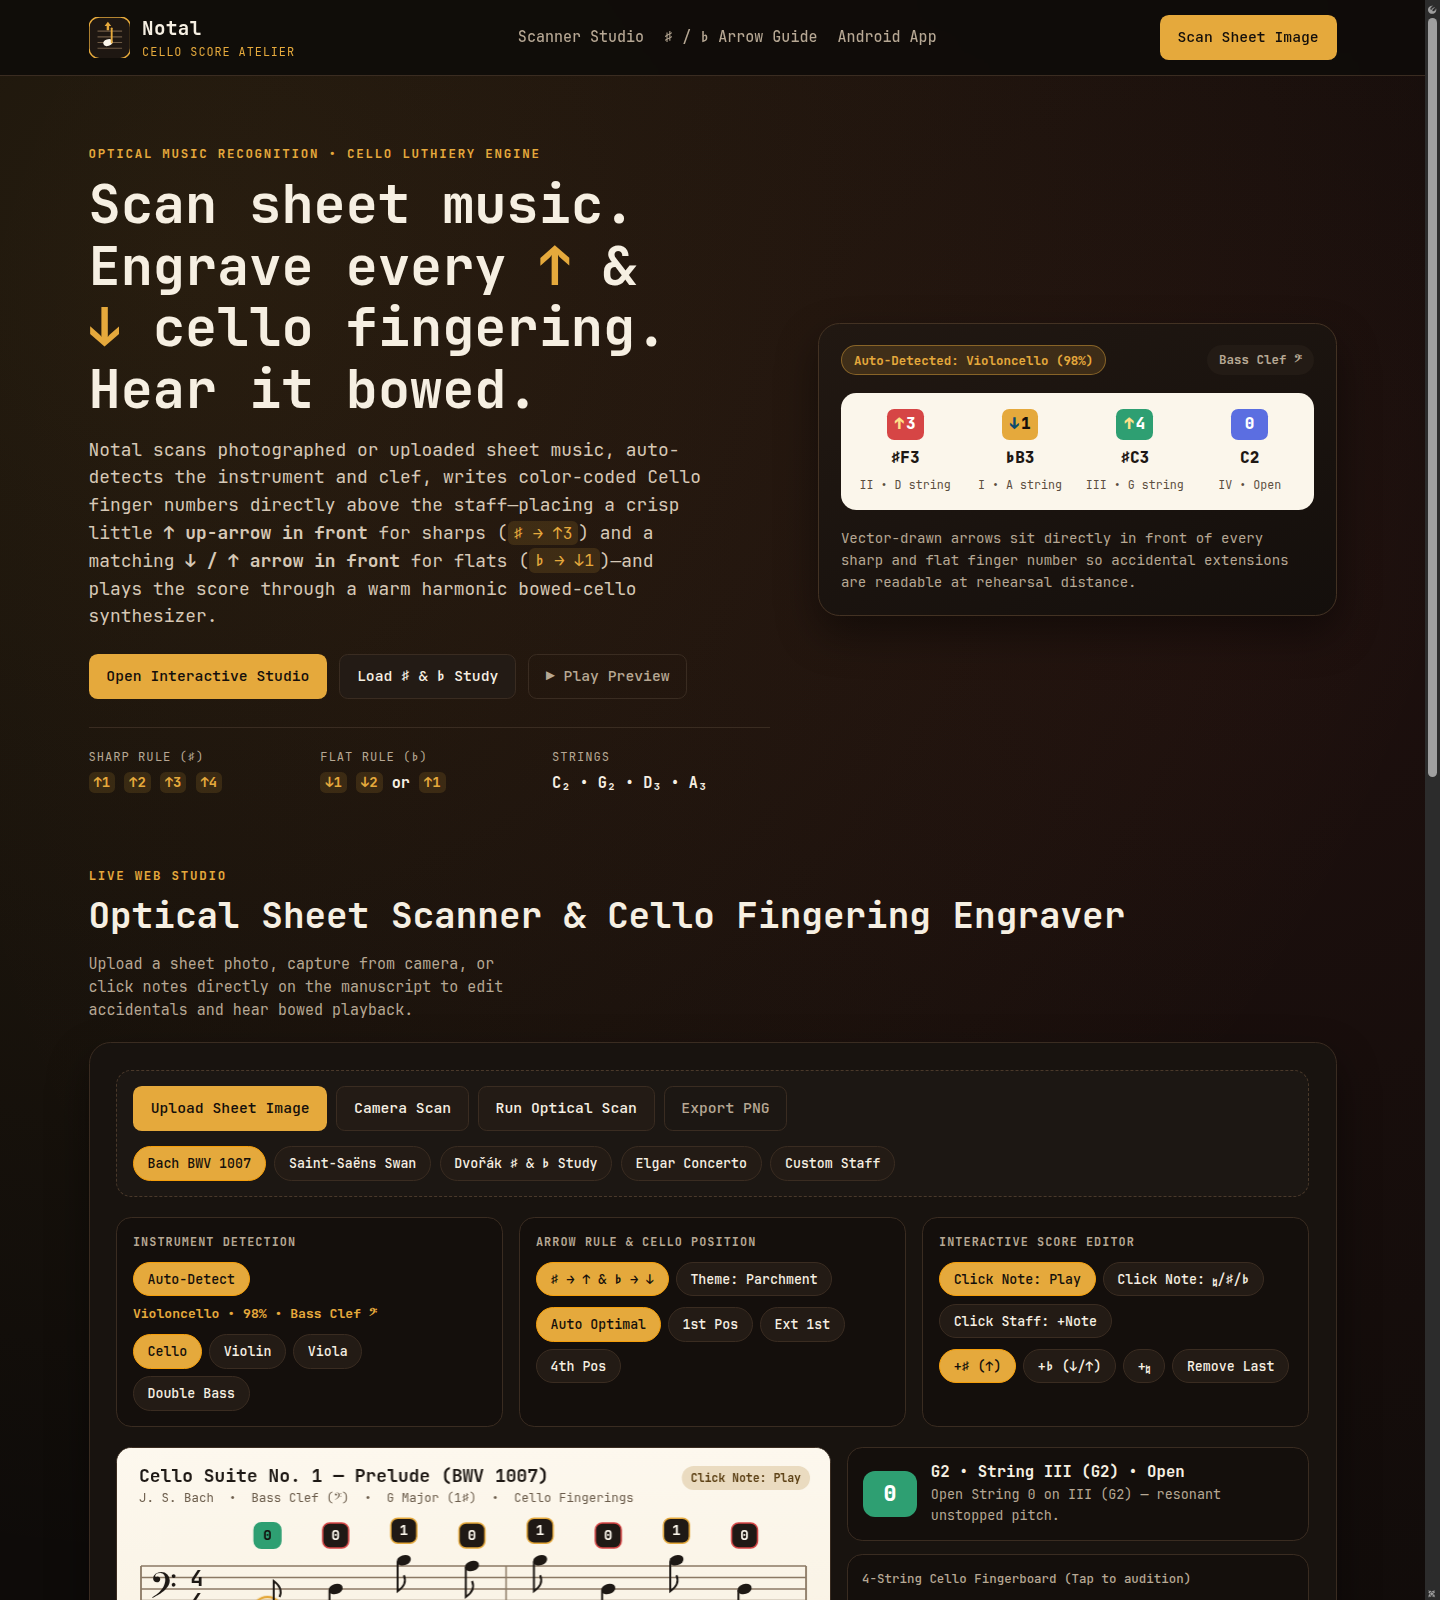 Notal
CELLO SCORE ATELIER
Scanner Studio
♯ / ♭ Arrow Guide
Android App
Scan Sheet Image
OPTICAL MUSIC RECOGNITION • CELLO LUTHIERY ENGINE
Scan sheet music.
Engrave every ↑ &
↓ cello fingering.
Hear it bowed.
Notal scans photographed or uploaded sheet music, auto-
detects the instrument and clef, writes color-coded Cello
finger numbers directly above the staff—placing a crisp
little ↑ up-arrow in front for sharps (♯ → ↑3) and a
matching ↓ / ↑ arrow in front for flats (♭ → ↓1)—and
plays the score through a warm harmonic bowed-cello
synthesizer.
Open Interactive Studio
Load ♯ & ♭ Study
▶ Play Preview
SHARP RULE (♯)
↑1 ↑2 ↑3 ↑4
FLAT RULE (♭)
↓1 ↓2 or ↑1
STRINGS
C₂ • G₂ • D₃ • A₃
Auto-Detected: Violoncello (98%)
Bass Clef 𝄢
↑3
♯F3
II • D string
↓1
♭B3
I • A string
↑4
♯C3
III • G string
0
C2
IV • Open
Vector-drawn arrows sit directly in front of every
sharp and flat finger number so accidental extensions
are readable at rehearsal distance.
LIVE WEB STUDIO
Optical Sheet Scanner & Cello Fingering Engraver
Upload a sheet photo, capture from camera, or
click notes directly on the manuscript to edit
accidentals and hear bowed playback.
Upload Sheet Image
Camera Scan
Run Optical Scan
Export PNG
Bach BWV 1007
Saint-Saëns Swan
Dvořák ♯ & ♭ Study
Elgar Concerto
Custom Staff
INSTRUMENT DETECTION
Auto-Detect
Violoncello • 98% • Bass Clef 𝄢
Cello
Violin
Viola
Double Bass
ARROW RULE & CELLO POSITION
♯ → ↑ & ♭ → ↓
Theme: Parchment
Auto Optimal
1st Pos
Ext 1st
4th Pos
INTERACTIVE SCORE EDITOR
Click Note: Play
Click Note: ♮/♯/♭
Click Staff: +Note
+♯ (↑)
+♭ (↓/↑)
+♮
Remove Last
Cello Suite No. 1 — Prelude (BWV 1007)
J. S. Bach • Bass Clef (𝄢) • G Major (1♯) • Cello Fingerings
Click Note: Play
0 0 1 0 1 0 1 0
4
0
G2 • String III (G2) • Open
Open String 0 on III (G2) — resonant
unstopped pitch.
4-String Cello Fingerboard (Tap to audition)